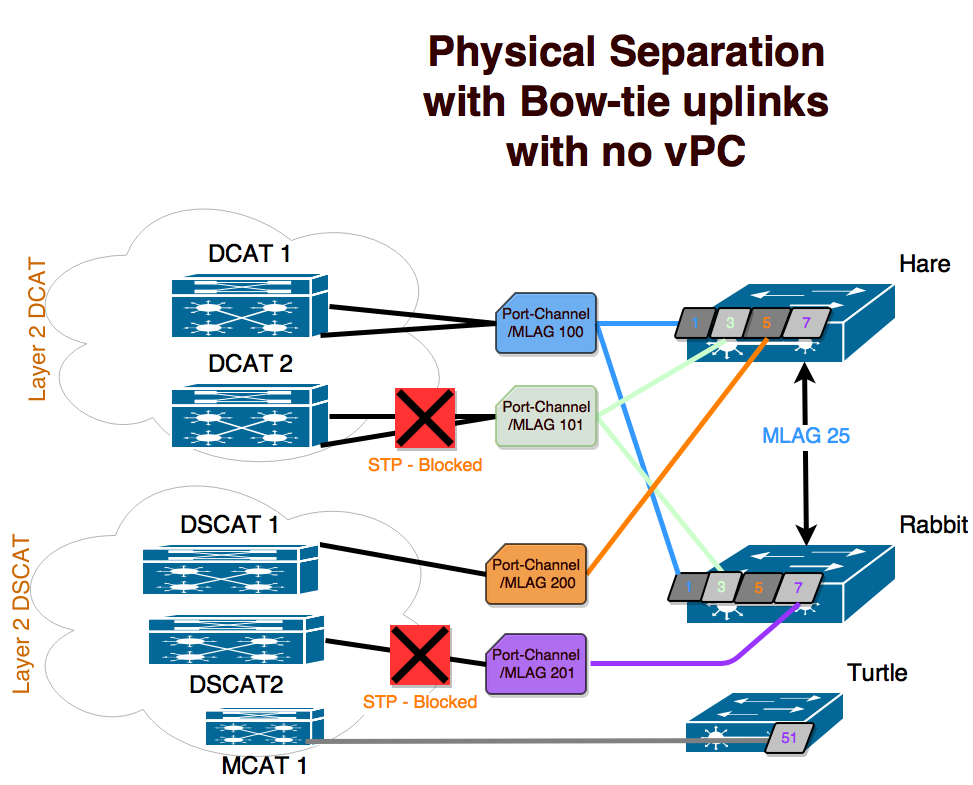 Physical Separation
with Bow-tie uplinks
with no vPC
Layer 2 DCAT
DCAT 1
DCAT 2
Port-Channel
/MLAG 100
Port-Channel
/MLAG 101
STP - Blocked
Hare
1
3
5
7
MLAG 25
Layer 2 DSCAT
DSCAT 1
DSCAT2
Port-Channel
/MLAG 200
Port-Channel
/MLAG 201
STP - Blocked
Rabbit
1
3
5
7
MCAT 1
Turtle
51